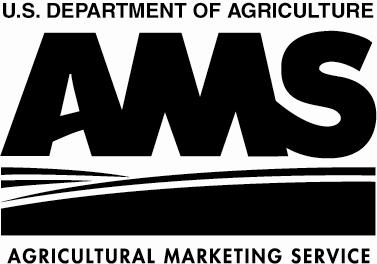 U.S. DEPARTMENT OF AGRICULTURE
AMS
AGRICULTURAL MARKETING SERVICE